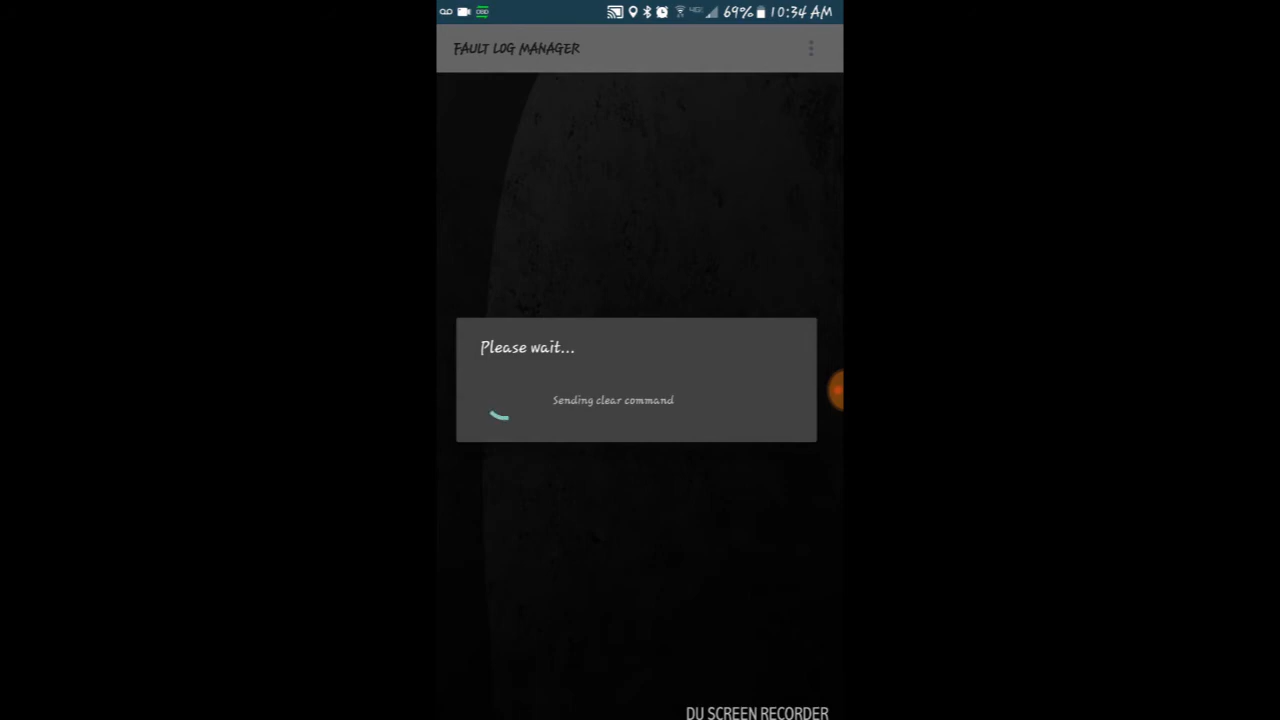 69% 10:34 AM
FAULT LOG MANAGER
Please wait...
Sending clear command
DU SCREEN RECORDER